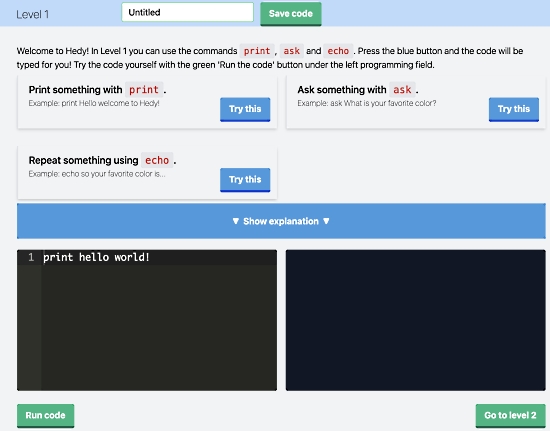 Level 1
Untitled
Save code
Welcome to Hedy! In Level 1 you can use the commands print, ask and echo. Press the blue button and the code will be
typed for you! Try the code yourself with the green 'Run the code' button under the left programming field.
Print something with print.
Example: print Hello welcome to Hedy!
Try this
Ask something with ask.
Example: ask What is your favorite color?
Try this
Repeat something using echo.
Example: echo so your favorite color is...
Try this
▼ Show explanation ▼
1 print hello world!
Run code
Go to level 2